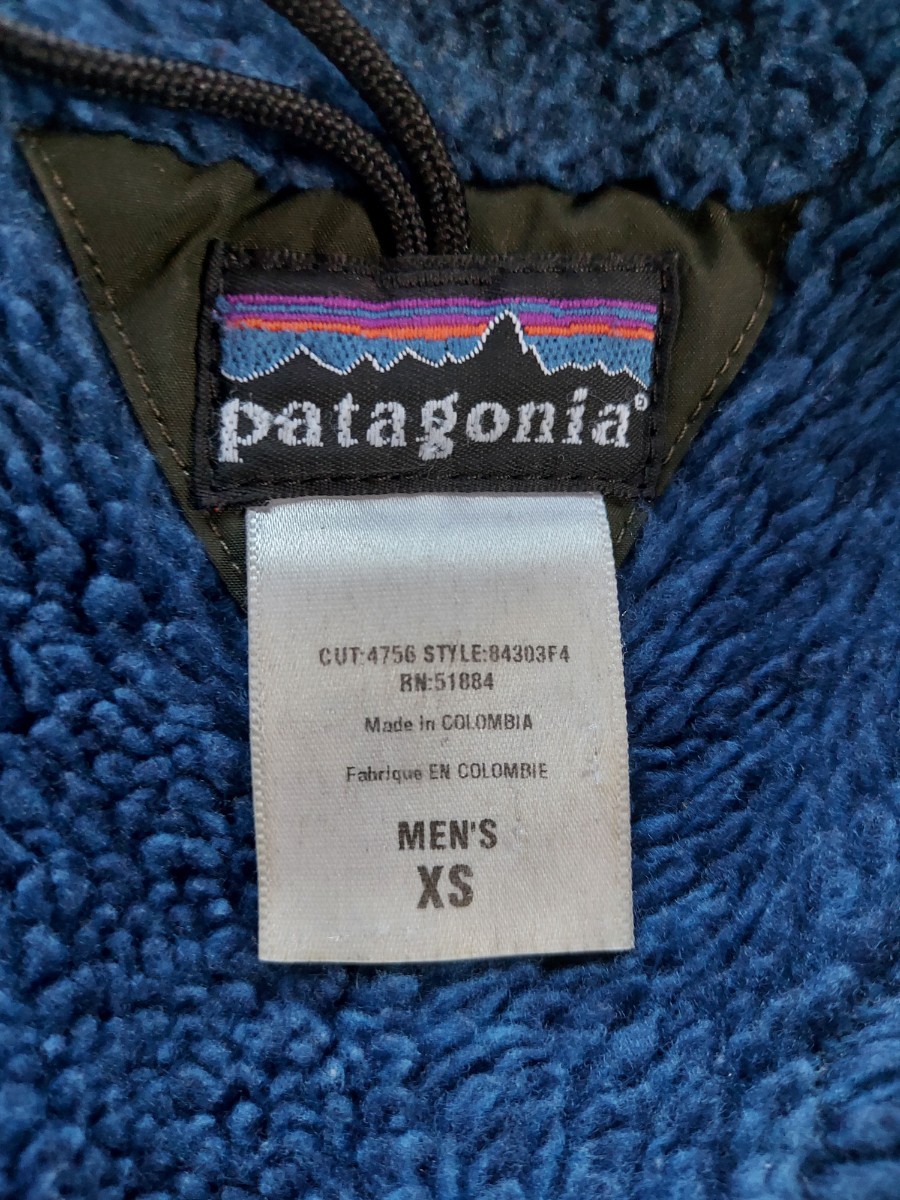 patagonia®
CUT:4756 STYLE:84303F4
RN:51884
Made in COLOMBIA
Fabrique EN COLOMBIE
MEN'S
XS